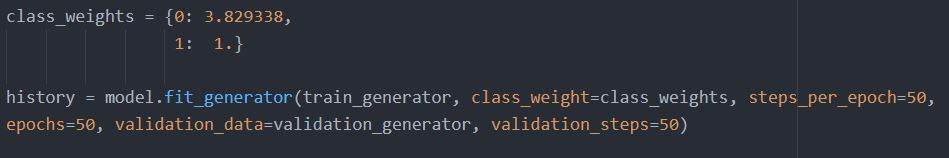 class_weights = {0: 3.829338,
1:  1.}
history = model.fit_generator(train_generator, class_weight=class_weights, steps_per_epoch=50,
epochs=50, validation_data=validation_generator, validation_steps=50)